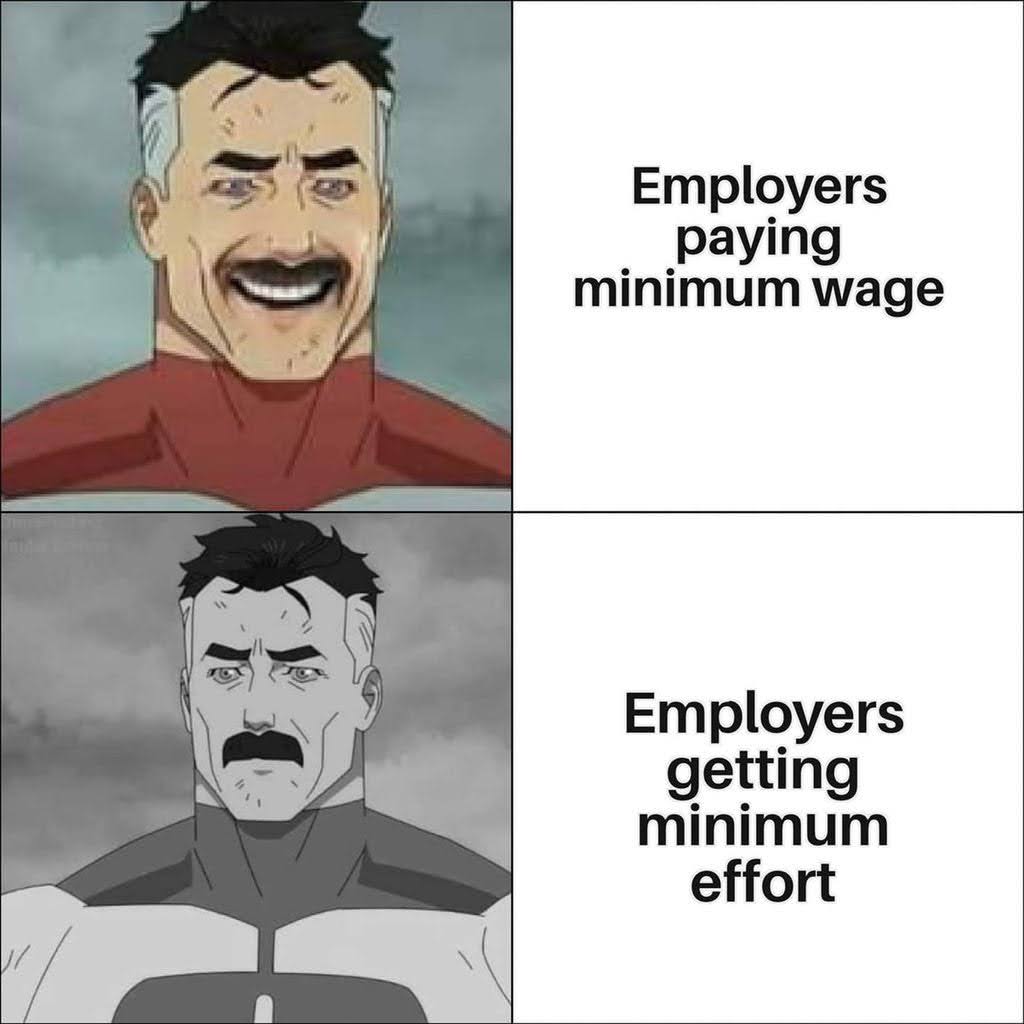 Employers
paying
minimum wage
Employers
getting
minimum
effort